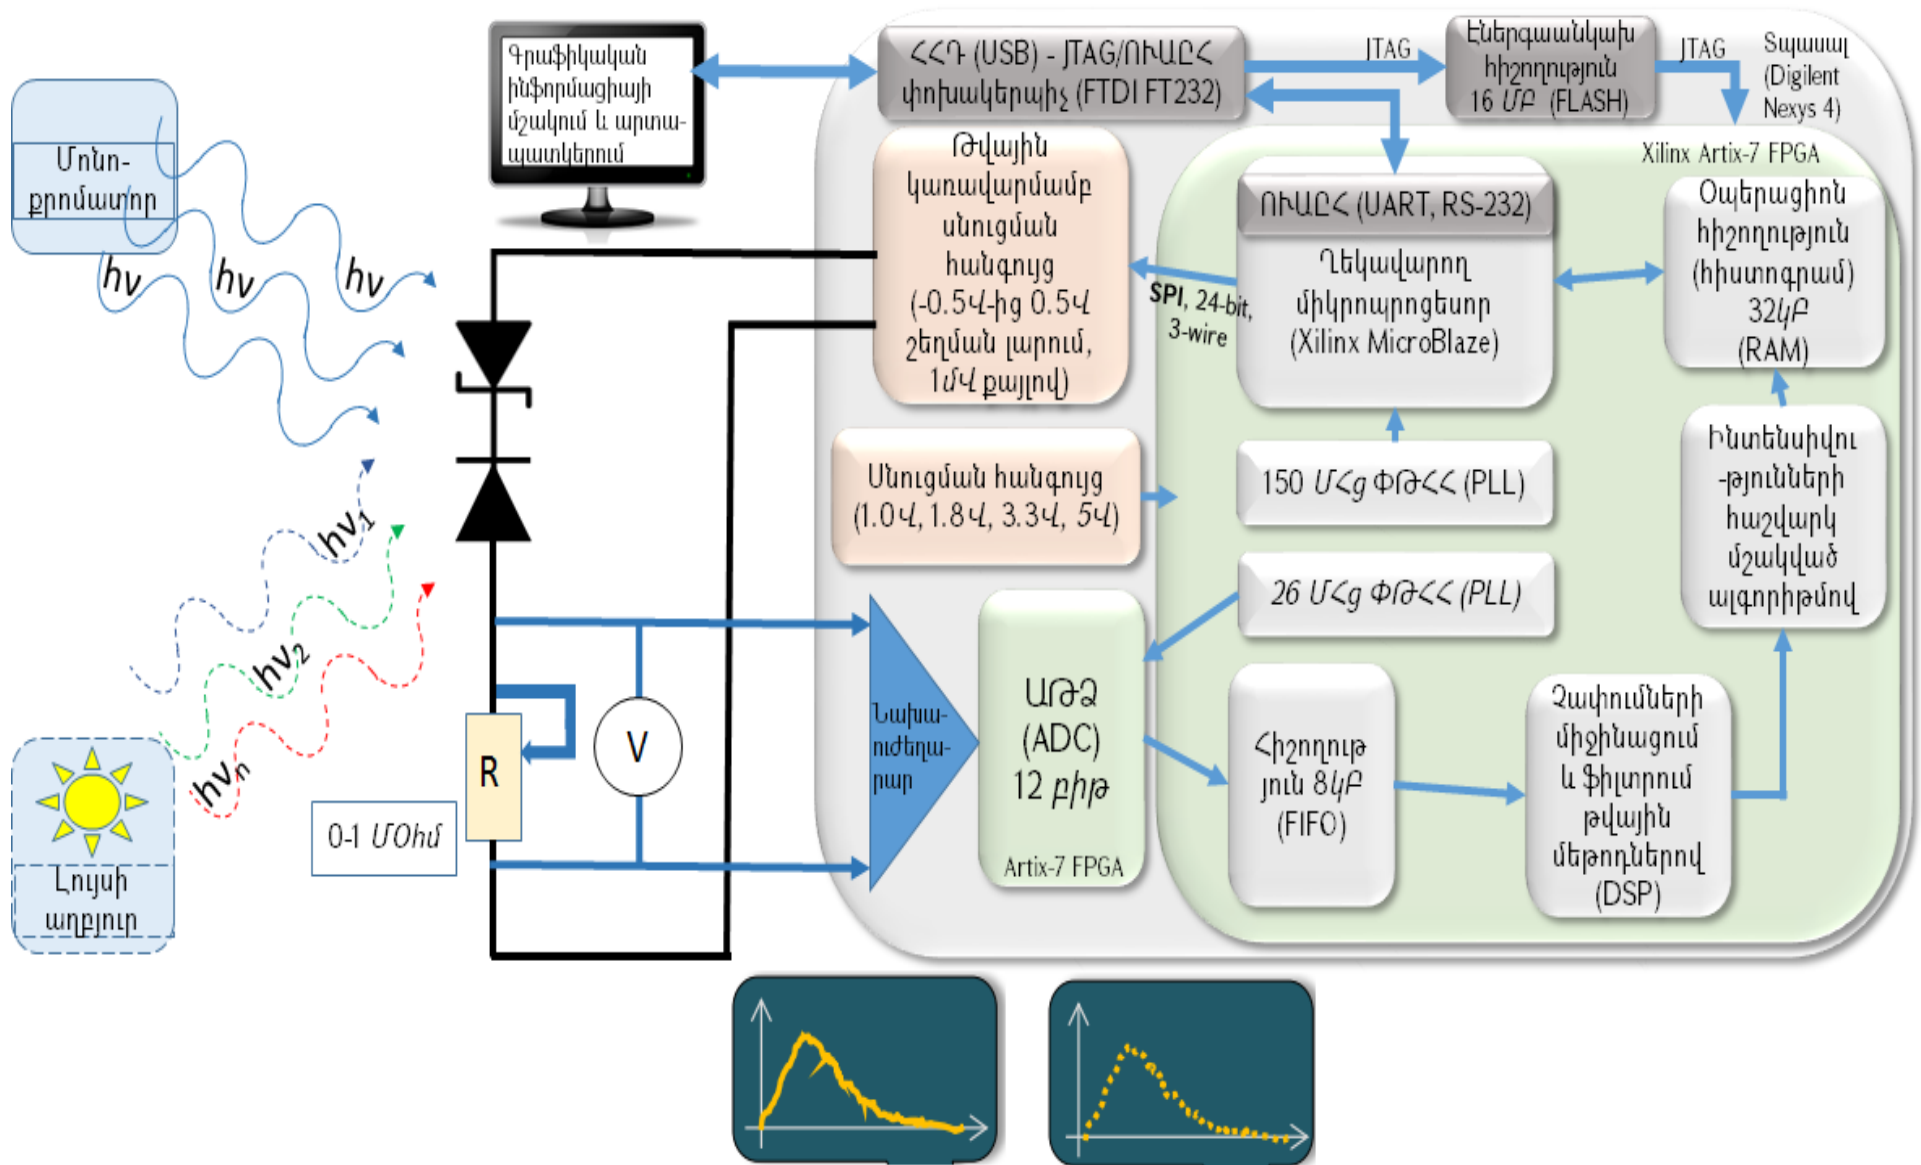 Գրաֆիկական
ինֆորմացիայի
մշակում և արտա-
պատկերում
ՀՀԴ (USB) - JTAG/ՈՒԱԸՀ
փոխակերպիչ (FTDI FT232)
JTAG
Էներգաանկախ
հիշողություն
16 ՄԲ (FLASH)
JTAG
Տպասալ
(Digilent
Nexys 4)
Մոնո-
քրոմատոր
hν
hν
hν
Թվային
կառավարմամբ
սնուցման
հանգույց
(-0.5Վ-ից 0.5Վ
շեղման լարում,
1մՎ քայլով)
SPI, 24-bit,
3-wire
Xilinx Artix-7 FPGA
ՈՒԱԸՀ (UART, RS-232)
Ղեկավարող
միկրոպրոցեսոր
(Xilinx MicroBlaze)
Օպերացիոն
հիշողություն
(հիստոգրամ)
32կԲ
(RAM)
Սնուցման հանգույց
(1.0Վ, 1.8Վ, 3.3Վ, 5Վ)
150 ՄՀց ՓԹՀՀ (PLL)
26 ՄՀց ՓԹՀՀ (PLL)
Ինտենսիվու
-թյունների
հաշվարկ
մշակված
ալգորիթմով
hν1
hν2
hνn
Լույսի
աղբյուր
R
0-1 ՄՕհմ
V
Նախա-
ուժեղա-
րար
ԱԹՁ
(ADC)
12 բիթ
Artix-7 FPGA
Հիշողութ
յուն 8կԲ
(FIFO)
Չափումների
միջինացում
և ֆիլտրում
թվային
մեթոդներով
(DSP)